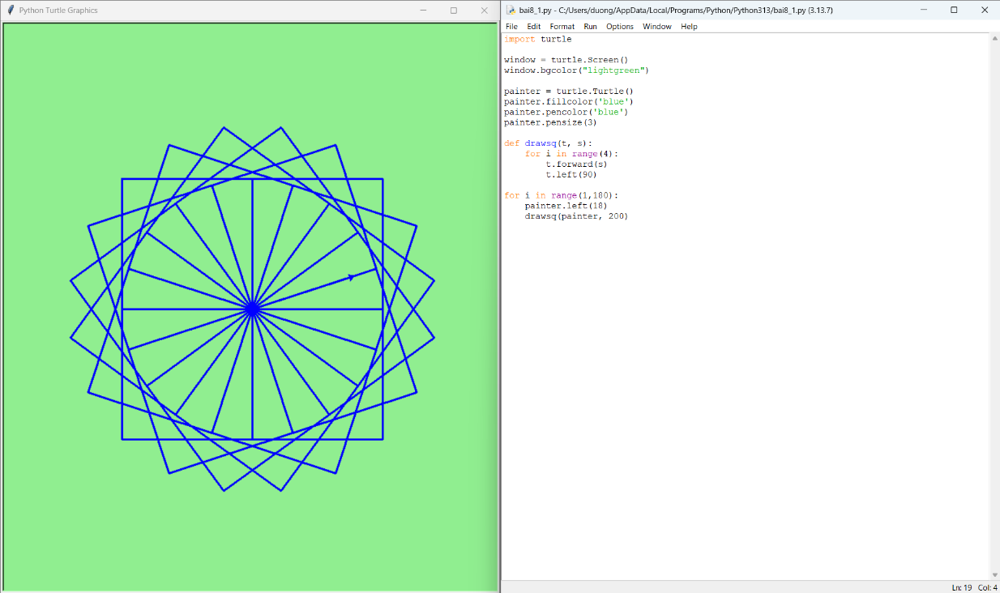 Python Turtle Graphics
bai8_1.py - C:/Users/duong/AppData/Local/Programs/Python/Python313/bai8_1.py (3.13.7)
File Edit Format Run Options Window Help
import turtle

window = turtle.Screen()
window.bgcolor("lightgreen")

painter = turtle.Turtle()
painter.fillcolor('blue')
painter.pencolor('blue')
painter.pensize(3)

def drawsq(t, s):
    for i in range(4):
        t.forward(s)
        t.left(90)

for i in range(1,180):
    painter.left(18)
    drawsq(painter, 200)
Ln: 19 Col: 4